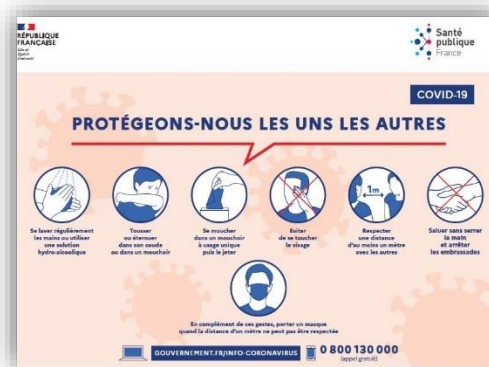 RÉPUBLIQUE
FRANÇAISE
Liberté
Égalité
Fraternité
Santé
publique
France
COVID-19
PROTÉGEONS-NOUS LES UNS LES AUTRES
1m
Se laver régulièrement
les mains ou utiliser
une solution
hydro-alcoolique
Tousser
ou éternuer
dans son coude
ou dans un mouchoir
Se moucher
dans un mouchoir
à usage unique
puis le jeter
Eviter
de se toucher
le visage
Respecter
une distance
d'au moins un mètre
avec les autres
Saluer sans serrer
la main
et arrêter
les embrassades
En complément de ces gestes, porter un masque
quand la distance d'un mètre ne peut pas être respectée
GOUVERNEMENT.FR/INFO-CORONAVIRUS
0 800 130 000
(appel gratuit)